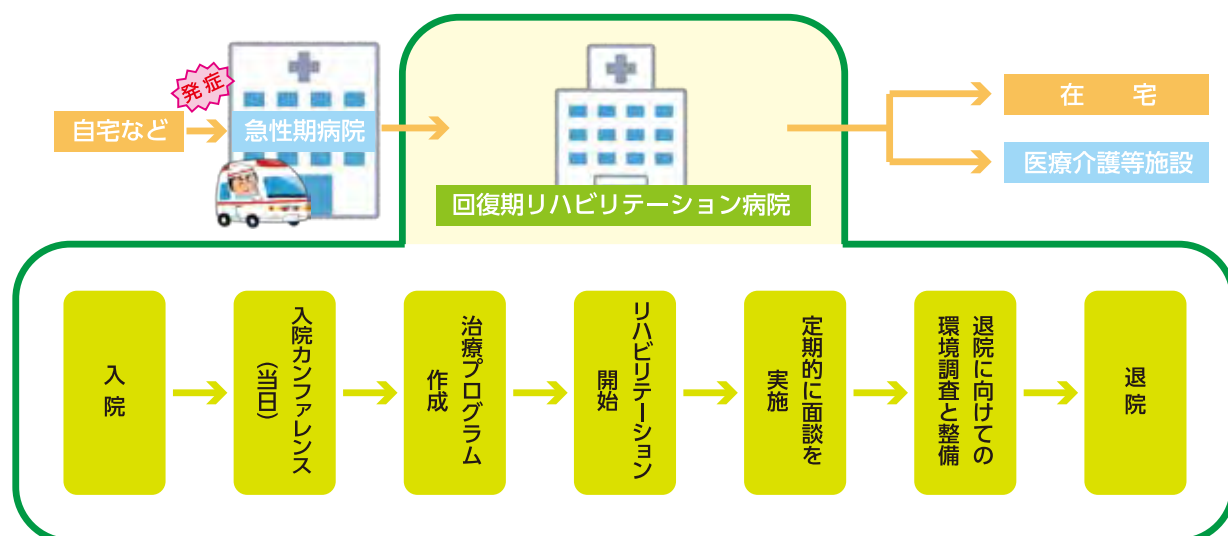 発症
自宅など
急性期病院
回復期リハビリテーション病院
在　宅
医療介護等施設
入院
入院カンファレンス
（当日）
治療プログラム
作成
リハビリテーション
開始
定期的に面談を
実施
退院に向けての
環境調査と整備
退院